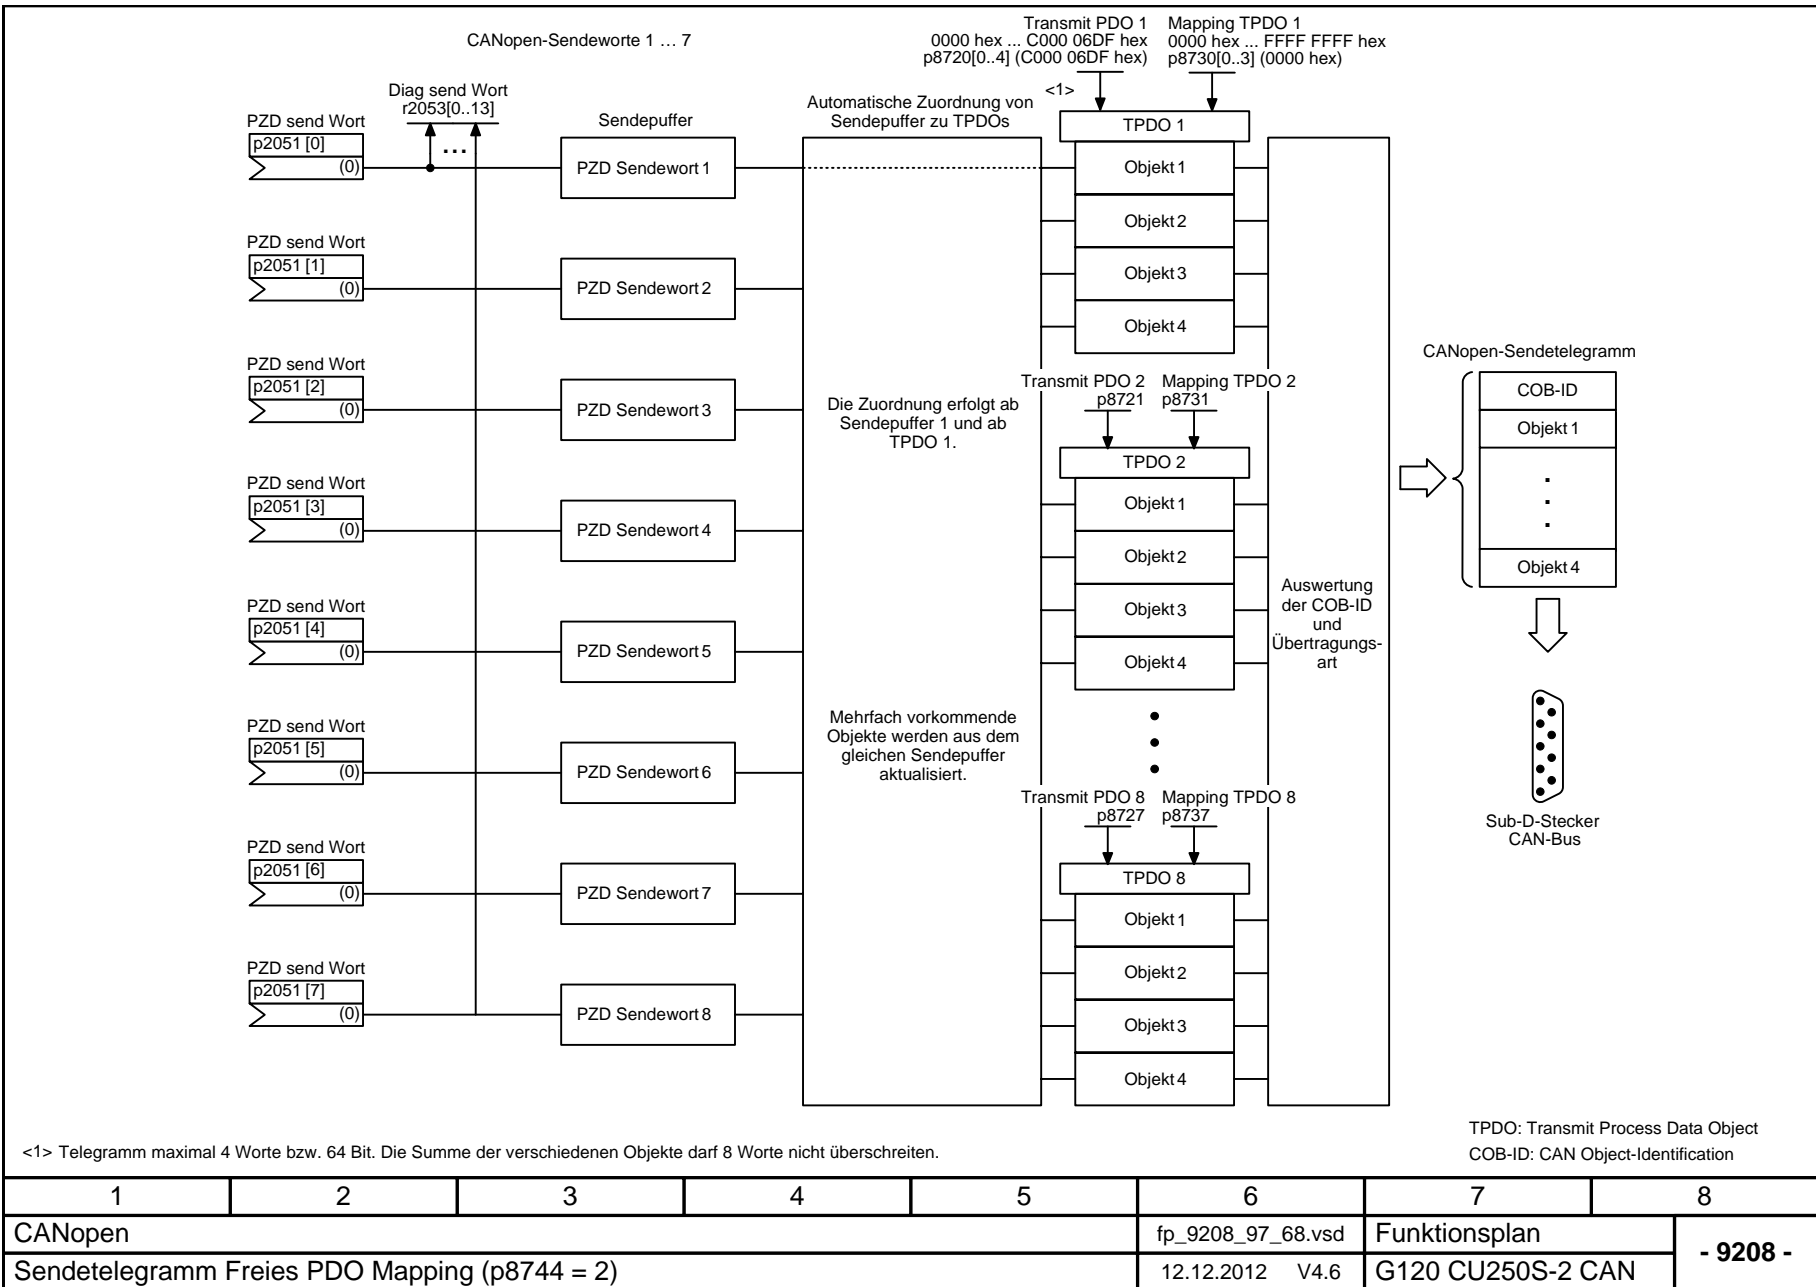 CANopen-Sendeworte 1 … 7
Transmit PDO 1
0000 hex ... C000 06DF hex
p8720[0..4] (C000 06DF hex)
Mapping TPDO 1
0000 hex ... FFFF FFFF hex
p8730[0..3] (0000 hex)
<1>
Diag send Wort
r2053[0..13]
...
Sendepuffer
Automatische Zuordnung von
Sendepuffer zu TPDOs
PZD send Wort
p2051 [0]
(0)
PZD Sendewort 1
PZD send Wort
p2051 [1]
(0)
PZD Sendewort 2
PZD send Wort
p2051 [2]
(0)
PZD Sendewort 3
PZD send Wort
p2051 [3]
(0)
PZD Sendewort 4
PZD send Wort
p2051 [4]
(0)
PZD Sendewort 5
PZD send Wort
p2051 [5]
(0)
PZD Sendewort 6
PZD send Wort
p2051 [6]
(0)
PZD Sendewort 7
PZD send Wort
p2051 [7]
(0)
PZD Sendewort 8
Die Zuordnung erfolgt ab
Sendepuffer 1 und ab
TPDO 1.
Mehrfach vorkommende
Objekte werden aus dem
gleichen Sendepuffer
aktualisiert.
TPDO 1
Objekt 1
Objekt 2
Objekt 3
Objekt 4
Transmit PDO 2
p8721
Mapping TPDO 2
p8731
TPDO 2
Objekt 1
Objekt 2
Objekt 3
Objekt 4
Transmit PDO 8
p8727
Mapping TPDO 8
p8737
TPDO 8
Objekt 1
Objekt 2
Objekt 3
Objekt 4
Auswertung
der COB-ID
und
Übertragungs-
art
CANopen-Sendetelegramm
COB-ID
Objekt 1
.
.
.
Objekt 4
Sub-D-Stecker
CAN-Bus
<1> Telegramm maximal 4 Worte bzw. 64 Bit. Die Summe der verschiedenen Objekte darf 8 Worte nicht überschreiten.
TPDO: Transmit Process Data Object
COB-ID: CAN Object-Identification
1 2 3 4 5 6 7 8
CANopen
fp_9208_97_68.vsd
Funktionsplan
- 9208 -
Sendetelegramm Freies PDO Mapping (p8744 = 2)
12.12.2012 V4.6
G120 CU250S-2 CAN